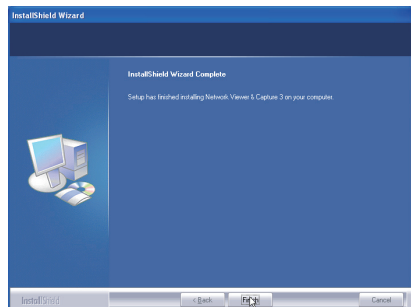 InstallShield Wizard
InstallShield Wizard Complete
Setup has finished installing Network Viewer & Capture 3 on your computer.
InstallShield
< Back Finish Cancel